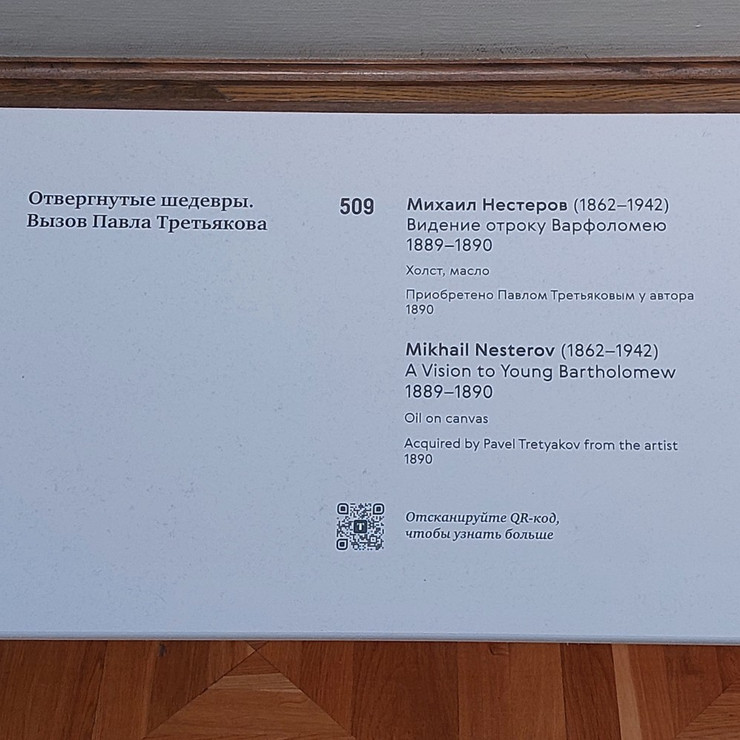 Отвергнутые шедевры.
Вызов Павла Третьякова
509
Михаил Нестеров (1862–1942)
Видение отроку Варфоломею
1889–1890
Холст, масло
Приобретено Павлом Третьяковым у автора
1890
Mikhail Nesterov (1862–1942)
A Vision to Young Bartholomew
1889–1890
Oil on canvas
Acquired by Pavel Tretyakov from the artist
1890
T
Отсканируйте QR-код,
чтобы узнать больше